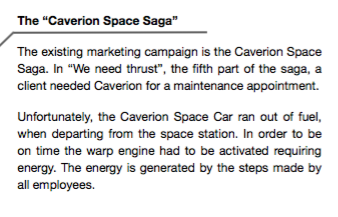 The “Caverion Space Saga”
The existing marketing campaign is the Caverion Space
Saga. In “We need thrust”, the fifth part of the saga, a
client needed Caverion for a maintenance appointment.
Unfortunately, the Caverion Space Car ran out of fuel,
when departing from the space station. In order to be
on time the warp engine had to be activated requiring
energy. The energy is generated by the steps made by
all employees.